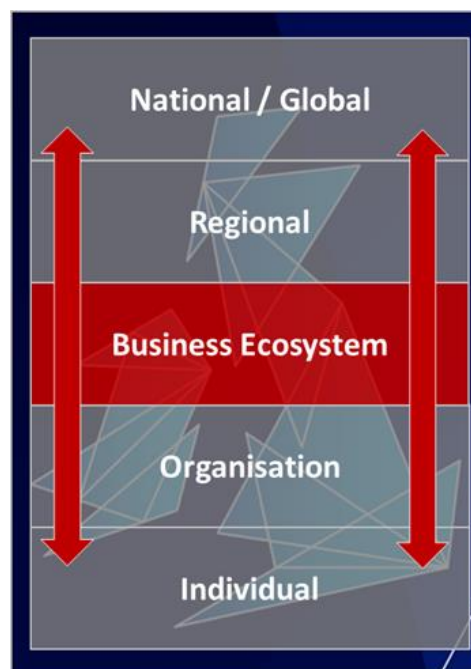 National / Global
Regional
Business Ecosystem
Organisation
Individual